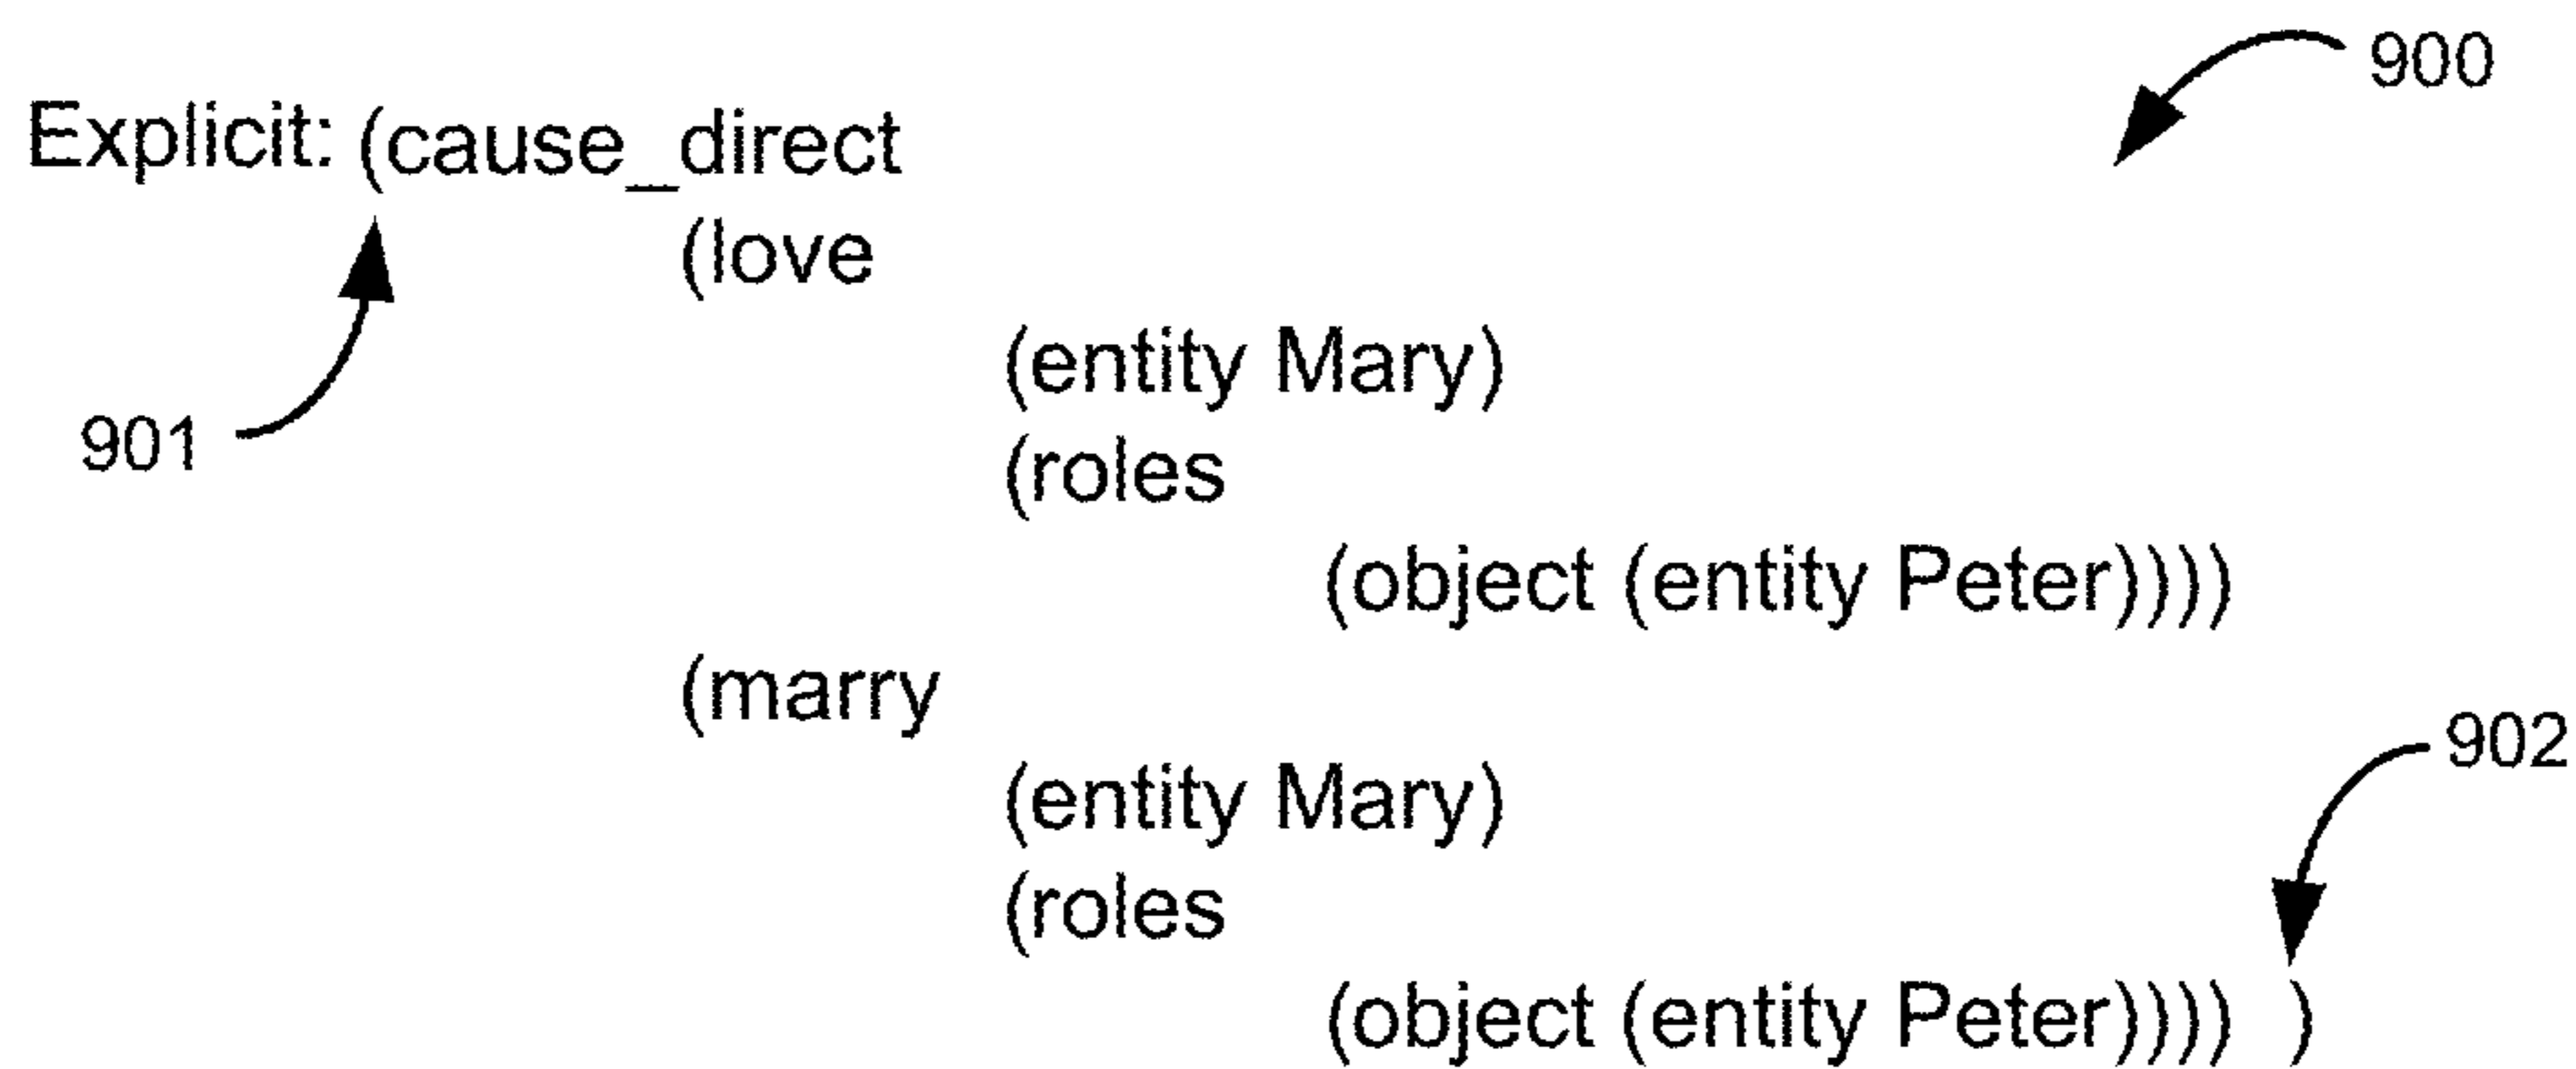 900
Explicit: (cause_direct
(love
(entity Mary)
901
(roles
(object (entity Peter))))
(marry
902
(entity Mary)
(roles
(object (entity Peter)))) )